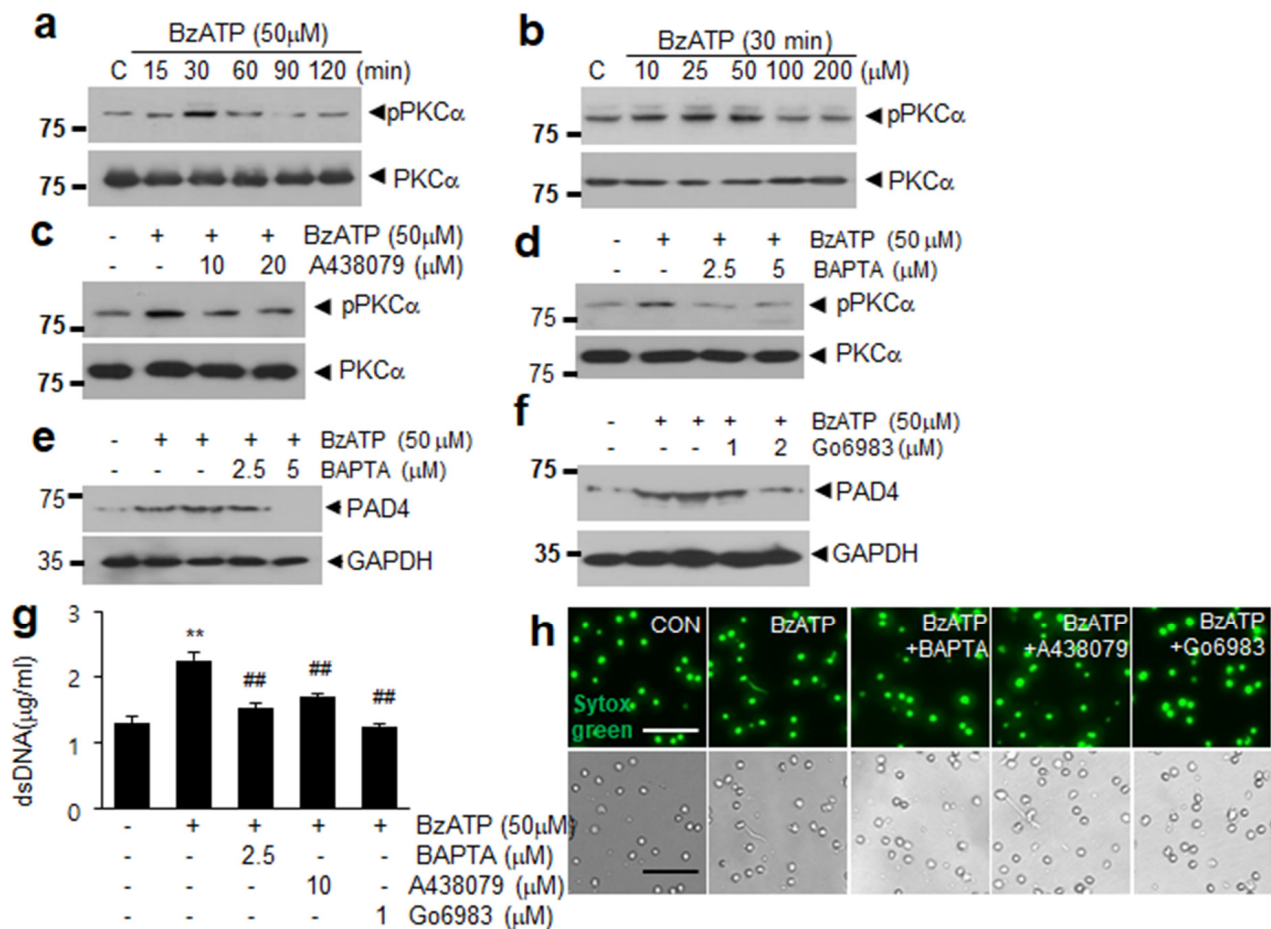 a
BzATP (50μM)
C 15 30 60 90 120 (min)
pPKCα
75
PKCα
75
b
BzATP (30 min)
C 10 25 50 100 200 (μM)
pPKCα
75
PKCα
75
c
- + + + BzATP (50μM)
- - 10 20 A438079 (μM)
pPKCα
75
PKCα
75
d
- + + + BzATP (50 μM)
- - 2.5 5 BAPTA (μM)
pPKCα
75
PKCα
75
e
- + + + + BzATP (50 μM)
- - - 2.5 5 BAPTA (μM)
75
PAD4
35
GAPDH
f
- + + + + BzATP (50μM)
- - - 1 2 Go6983(μM)
75
PAD4
35
GAPDH
g
dsDNA(μg/ml)
3
2
1
0
**
##
##
##
- + + + + BzATP (50μM)
- - 2.5 - - BAPTA (μM)
- - - 10 - A438079 (μM)
- - - - 1 Go6983 (μM)
h
CON
BzATP
BzATP
+BAPTA
BzATP
+A438079
BzATP
+Go6983
Sytox
green